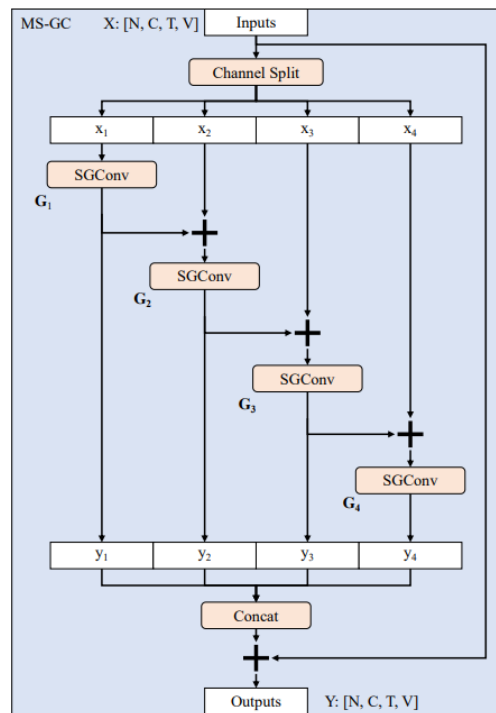 MS-GC X: [N, C, T, V] Inputs
Channel Split
x₁ x₂ x₃ x₄
SGConv
G₁
SGConv
G₂
SGConv
G₃
SGConv
G₄
y₁ y₂ y₃ y₄
Concat
Outputs Y: [N, C, T, V]